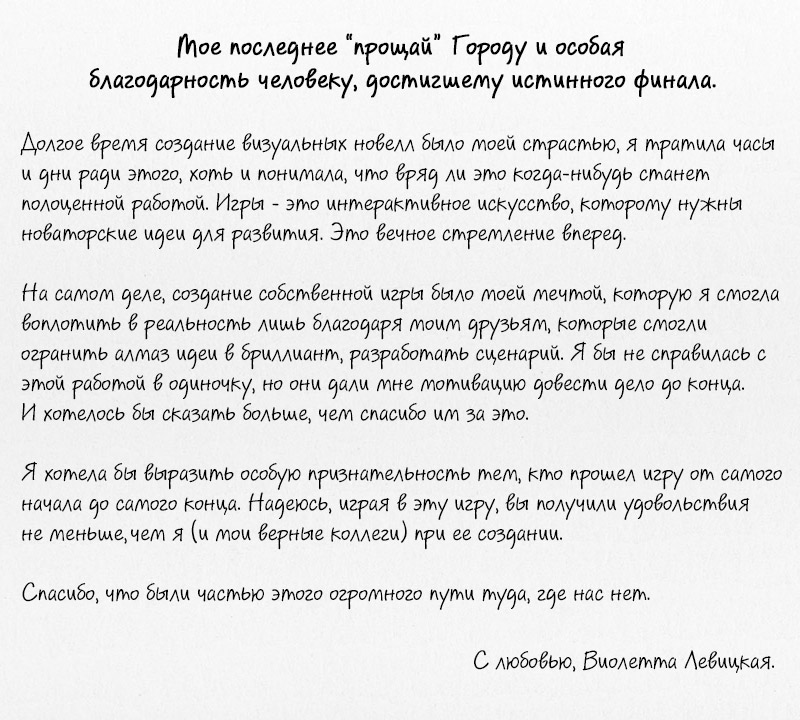 Мое последнее “прощай” Городу и особая
благодарность человеку, достигшему истинного финала.
Долгое время создание визуальных новелл было моей страстью, я тратила часы
и дни ради этого, хоть и понимала, что вряд ли это когда-нибудь станет
полоценной работой. Игры - это интерактивное искусство, которому нужны
новаторские идеи для развития. Это вечное стремление вперед.
На самом деле, создание собственной игры было моей мечтой, которую я смогла
воплотить в реальность лишь благодаря моим друзьям, которые смогли
огранить алмаз идеи в бриллиант, разработать сценарий. Я бы не справилась с
этой работой в одиночку, но они дали мне мотивацию довести дело до конца.
И хотелось бы сказать больше, чем спасибо им за это.
Я хотела бы выразить особую признательность тем, кто прошел игру от самого
начала до самого конца. Надеюсь, играя в эту игру, вы получили удовольствия
не меньше,чем я (и мои верные коллеги) при ее создании.
Спасибо, что были частью этого огромного пути туда, где нас нет.
С любовью, Виолетта Левицкая.